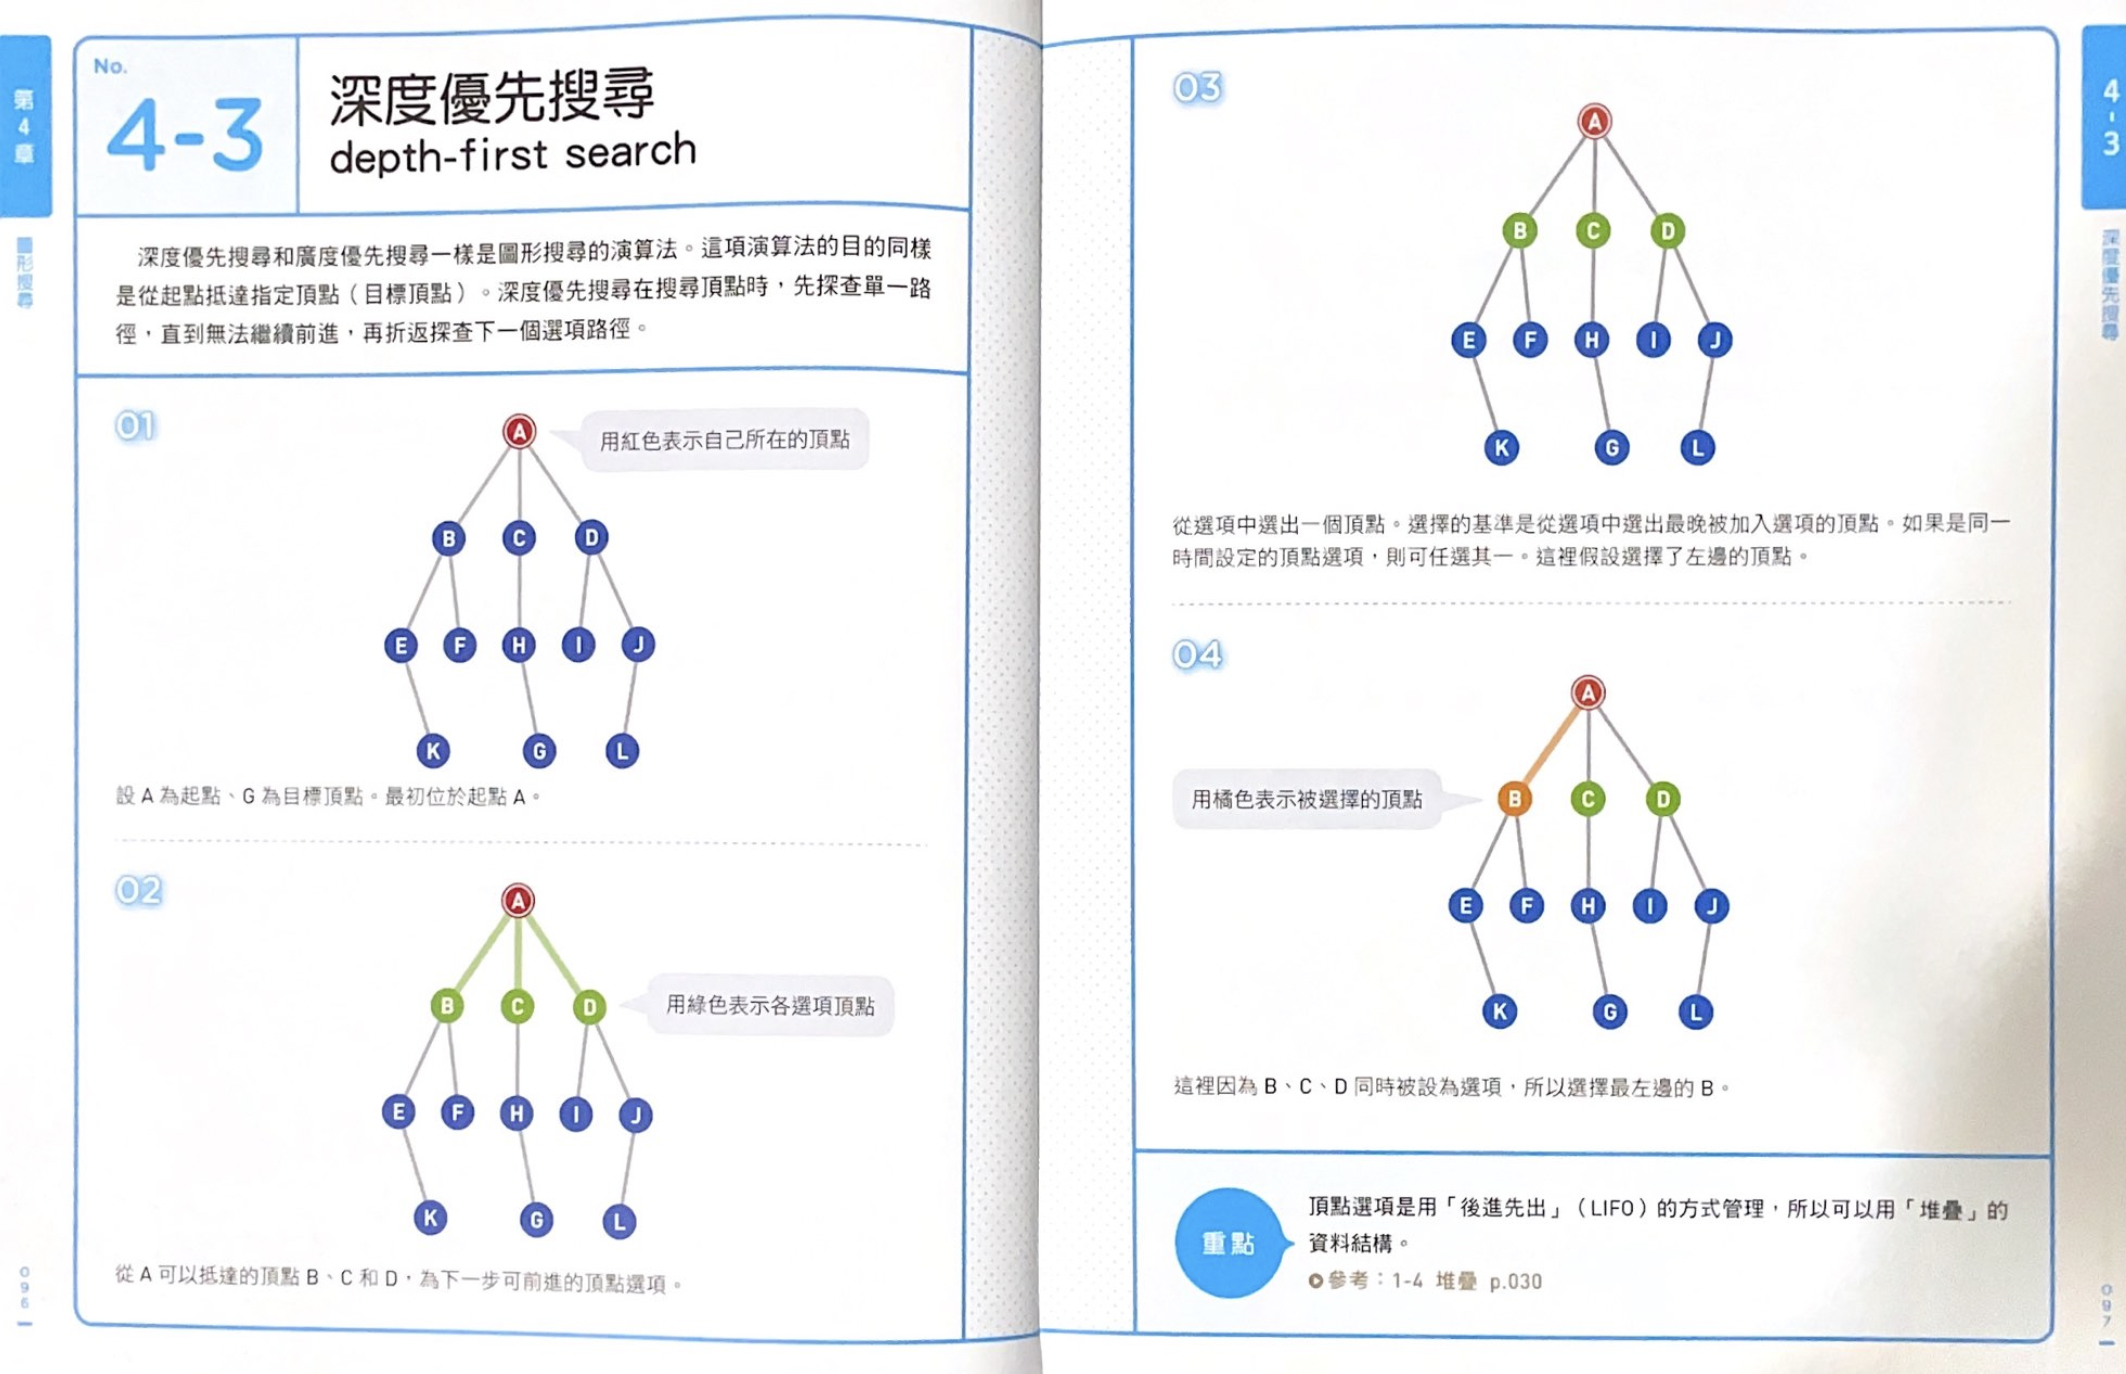 第4章
圖形搜尋
No.
4-3
深度優先搜尋
depth-first search
深度優先搜尋和廣度優先搜尋一樣是圖形搜尋的演算法。這項演算法的目的同樣
是從起點抵達指定頂點（目標頂點）。深度優先搜尋在搜尋頂點時，先探查單一路
徑，直到無法繼續前進，再折返探查下一個選項路徑。
01
A
用紅色表示自己所在的頂點
B C D
E F H I J
K G L
設 A 為起點、G 為目標頂點。最初位於起點 A。
02
A
B C D
用綠色表示各選項頂點
E F H I J
K G L
從 A 可以抵達的頂點 B、C 和 D，為下一步可前進的頂點選項。
096
03
A
B C D
E F H I J
K G L
從選項中選出一個頂點。選擇的基準是從選項中選出最晚被加入選項的頂點。如果是同一
時間設定的頂點選項，則可任選其一。這裡假設選擇了左邊的頂點。
04
A
用橘色表示被選擇的頂點
B C D
E F H I J
K G L
這裡因為 B、C、D 同時被設為選項，所以選擇最左邊的 B。
重點
頂點選項是用「後進先出」（LIFO）的方式管理，所以可以用「堆疊」的
資料結構。
參考：1-4 堆疊 p.030
4-3
深度優先搜尋
097